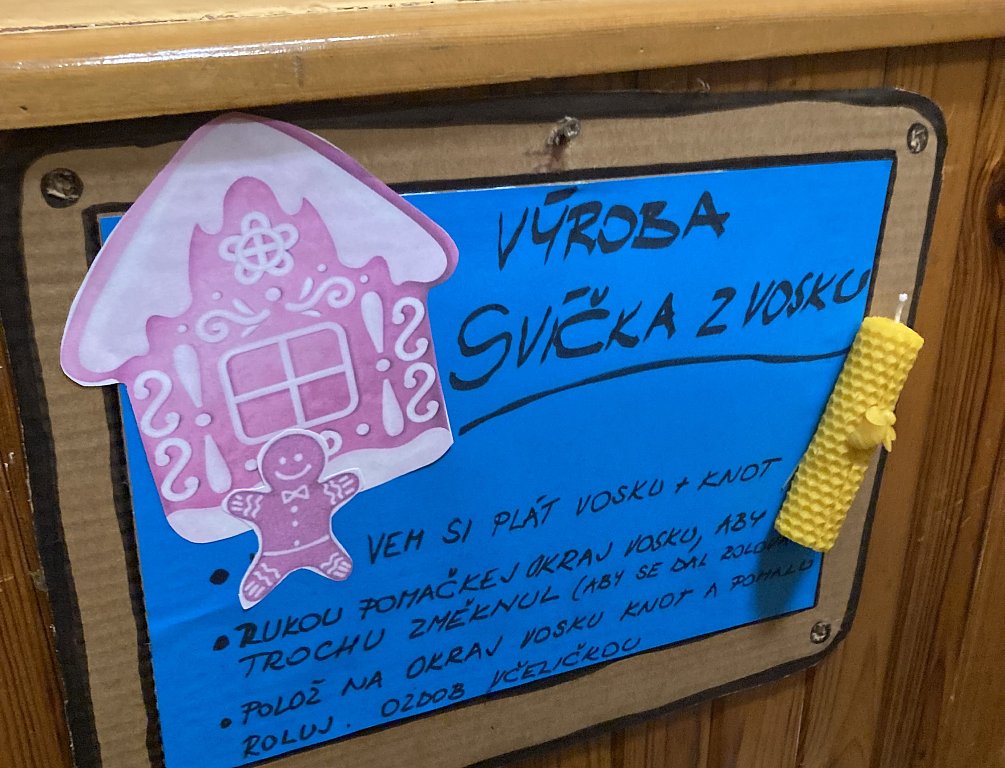 VÝROBA
SVÍČKA Z VOSKU
VEM SI PLÁT VOSKU + KNOT
• RUKOU POMAČKEJ OKRAJ VOSKU, ABY
TROCHU ZMĚKNUL (ABY SE DAL
• POLOŽ NA OKRAJ VOSKU KNOT A POMALU
ROLUJ. OZDOB VČELIČKOU